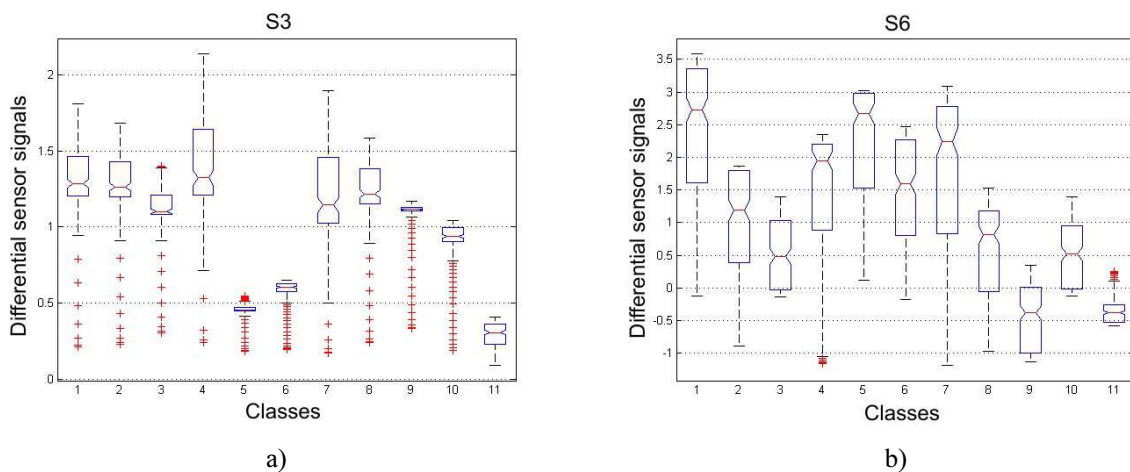 S3
Differential sensor signals
2
1.5
1
0.5
0
1 2 3 4 5 6 7 8 9 10 11
Classes
a)
S6
Differential sensor signals
3.5
3
2.5
2
1.5
1
0.5
0
-0.5
-1
1 2 3 4 5 6 7 8 9 10 11
Classes
b)